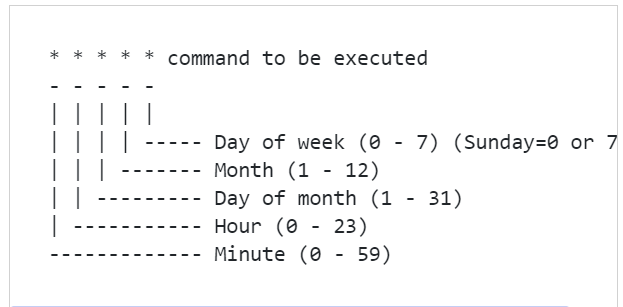 * * * * * command to be executed
- - - - -
| | | | |
| | | | ----- Day of week (0 - 7) (Sunday=0 or 7
| | | ------- Month (1 - 12)
| | --------- Day of month (1 - 31)
| ----------- Hour (0 - 23)
------------- Minute (0 - 59)